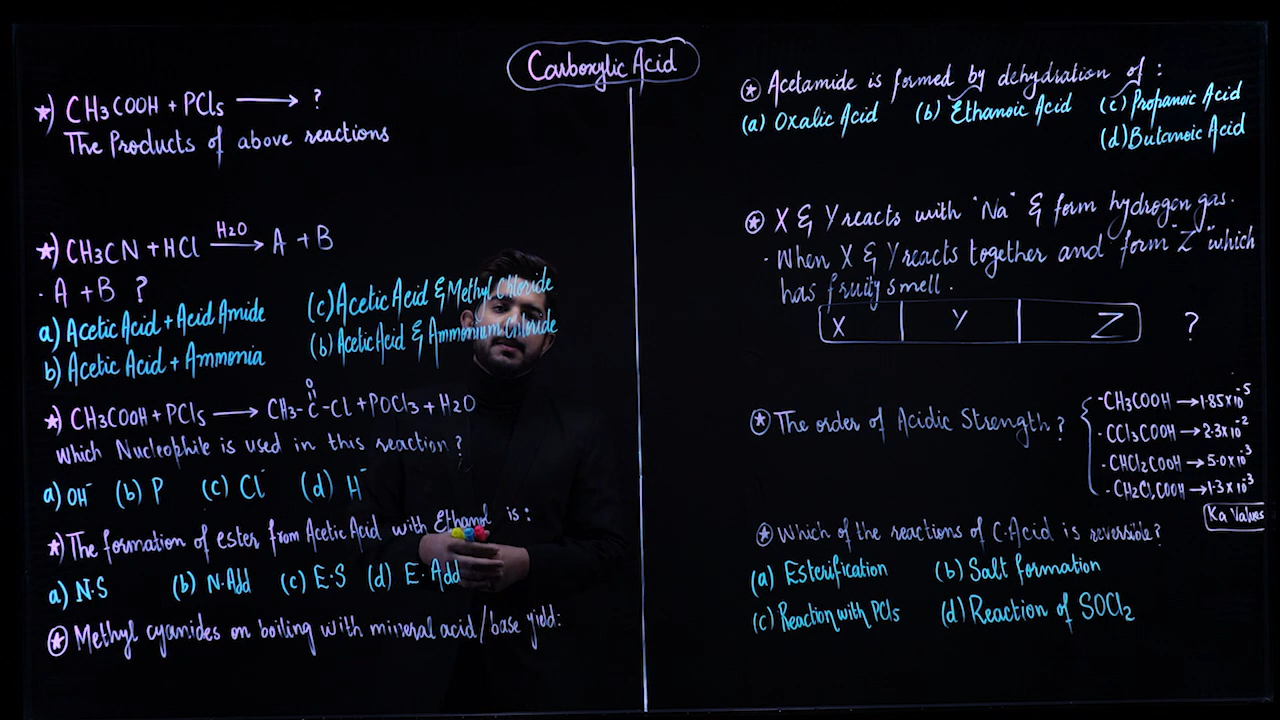 Carboxylic Acid
*) CH3COOH + PCl5 ⟶ ?
The Products of above reactions
*) CH3CN + HCl ⟶ A + B
H2O
· A + B ?
a) Acetic Acid + Acid Amide
(c) Acetic Acid & Methyl Chloride
b) Acetic Acid + Ammonia
(b) Acetic Acid & Ammonium Chloride
*) CH3COOH + PCl5 ⟶ CH3-C-Cl + POCl3 + H2O
O
Which Nucleophile is used in this reaction?
a) OH⁻ (b) P (c) Cl⁻ (d) H⁻
*) The formation of ester from Acetic Acid with Ethanol is :
a) N·S (b) N·Add (c) E·S (d) E·Add
* Methyl cyanides on boiling with mineral acid/base yield:
* Acetamide is formed by dehydration of :
(a) Oxalic Acid (b) Ethanoic Acid (c) Propanoic Acid
(d) Butanoic Acid
* X & Y reacts with "Na" & form hydrogen gas.
· When X & Y reacts together and form "Z" which
has fruity smell.
X Y Z ?
* The order of Acidic Strength?
- CH3COOH → 1.85×10⁻⁵
· CCl3COOH → 2.3×10⁻²
· CHCl2COOH → 5.0×10⁻³
- CH2Cl,COOH → 1.3×10⁻³
Ka Values
* Which of the reactions of C.Acid is reversible?
(a) Esterification (b) Salt formation
(c) Reaction with PCl5 (d) Reaction of SOCl2